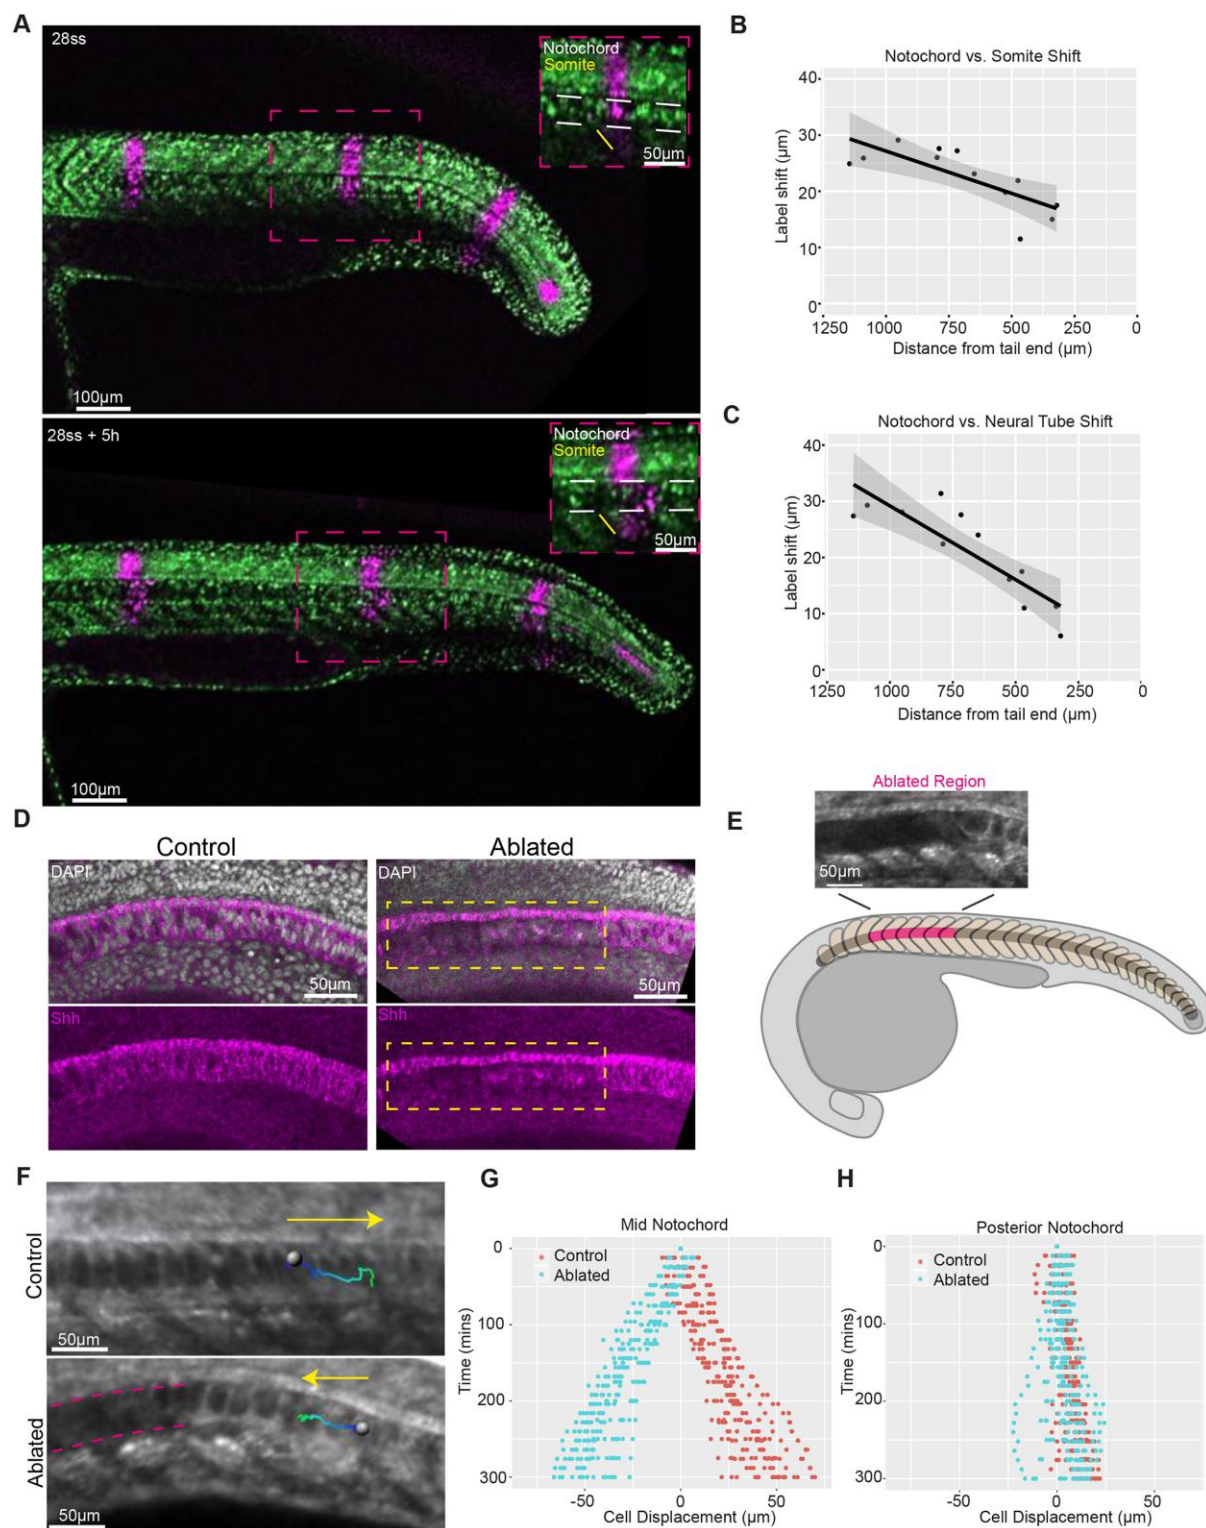 A
28ss
Notochord
Somite
50µm
100µm
28ss + 5h
Notochord
Somite
50µm
100µm
B
Notochord vs. Somite Shift
40
30
20
10
0
Label shift (µm)
1250 1000 750 500 250 0
Distance from tail end (µm)
C
Notochord vs. Neural Tube Shift
40
30
20
10
0
Label shift (µm)
1250 1000 750 500 250 0
Distance from tail end (µm)
D
Control
Ablated
DAPI
50µm
DAPI
50µm
Shh
Shh
E
Ablated Region
50µm
F
Control
50µm
Ablated
50µm
G
Mid Notochord
Control
Ablated
0
100
200
300
Time (mins)
-50 0 50
Cell Displacement (µm)
H
Posterior Notochord
Control
Ablated
0
100
200
300
Time (mins)
-50 0 50
Cell Displacement (µm)